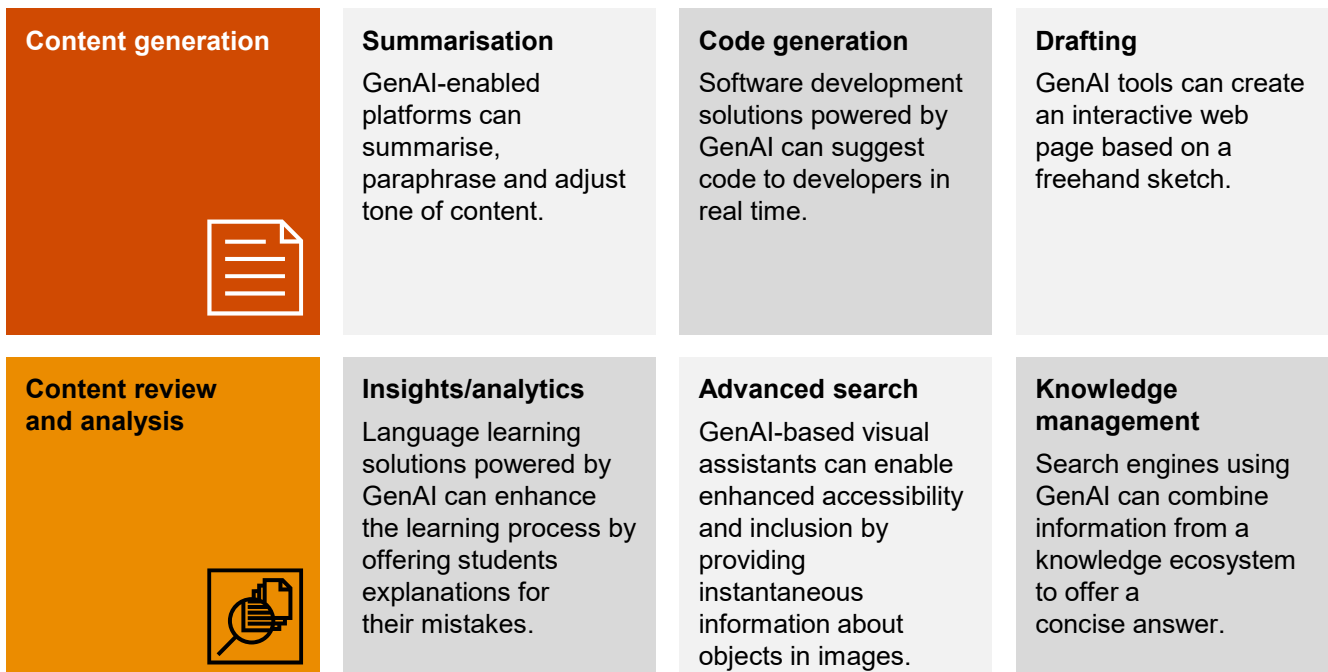 Content generation
Summarisation
GenAI-enabled
platforms can
summarise,
paraphrase and adjust
tone of content.
Code generation
Software development
solutions powered by
GenAI can suggest
code to developers in
real time.
Drafting
GenAI tools can create
an interactive web
page based on a
freehand sketch.
Content review
and analysis
Insights/analytics
Language learning
solutions powered by
GenAI can enhance
the learning process by
offering students
explanations for
their mistakes.
Advanced search
GenAI-based visual
assistants can enable
enhanced accessibility
and inclusion by
providing
instantaneous
information about
objects in images.
Knowledge
management
Search engines using
GenAI can combine
information from a
knowledge ecosystem
to offer a
concise answer.